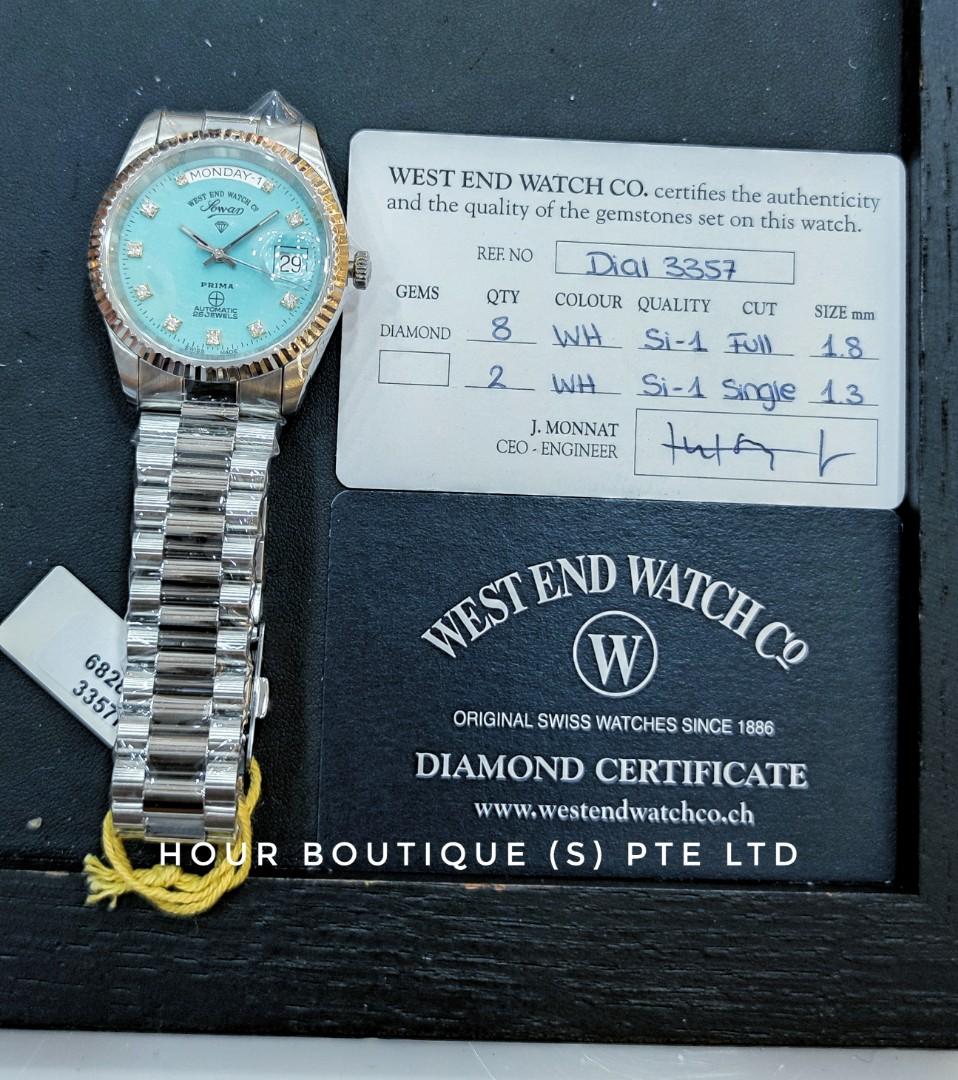 MONDAY-1
WEST END WATCH CO
Sowar
29
PRIMA
AUTOMATIC
25 JEWELS
SWISS MADE
WEST END WATCH CO. certifies the authenticity
and the quality of the gemstones set on this watch.
REF. NO Dial 3357
GEMS QTY COLOUR QUALITY CUT SIZE mm
DIAMOND 8 WH Si-1 Full 1.8
2 WH Si-1 Single 1.3
J. MONNAT
CEO - ENGINEER
6828
3357
WEST END WATCH Co
W
ORIGINAL SWISS WATCHES SINCE 1886
DIAMOND CERTIFICATE
www.westendwatchco.ch
HOUR BOUTIQUE (S) PTE LTD